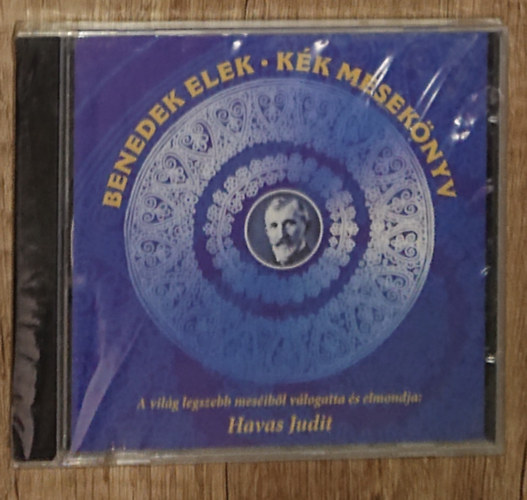 BENEDEK ELEK • KÉK MESEKÖNYV
A világ legszebb meséiből válogatta és elmondja:
Havas Judit